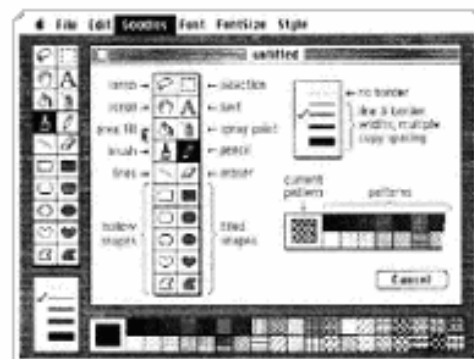 File Edit Goodies Font FontSize Style
untitled
lasso selection
scroll text
area fill spray paint
brush pencil
lines eraser
hollow shapes
filled shapes
no border
line & border
widths, multiple
copy spacing
current
pattern
patterns
Cancel